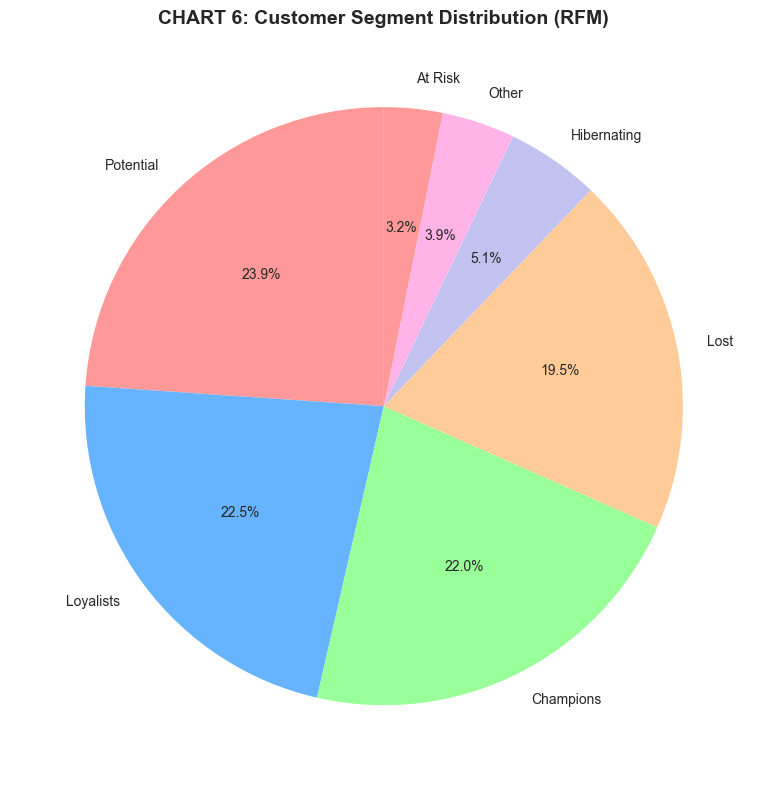 CHART 6: Customer Segment Distribution (RFM)
At Risk
Other
Hibernating
Potential
3.2%
3.9%
5.1%
23.9%
Lost
19.5%
22.5%
22.0%
Loyalists
Champions